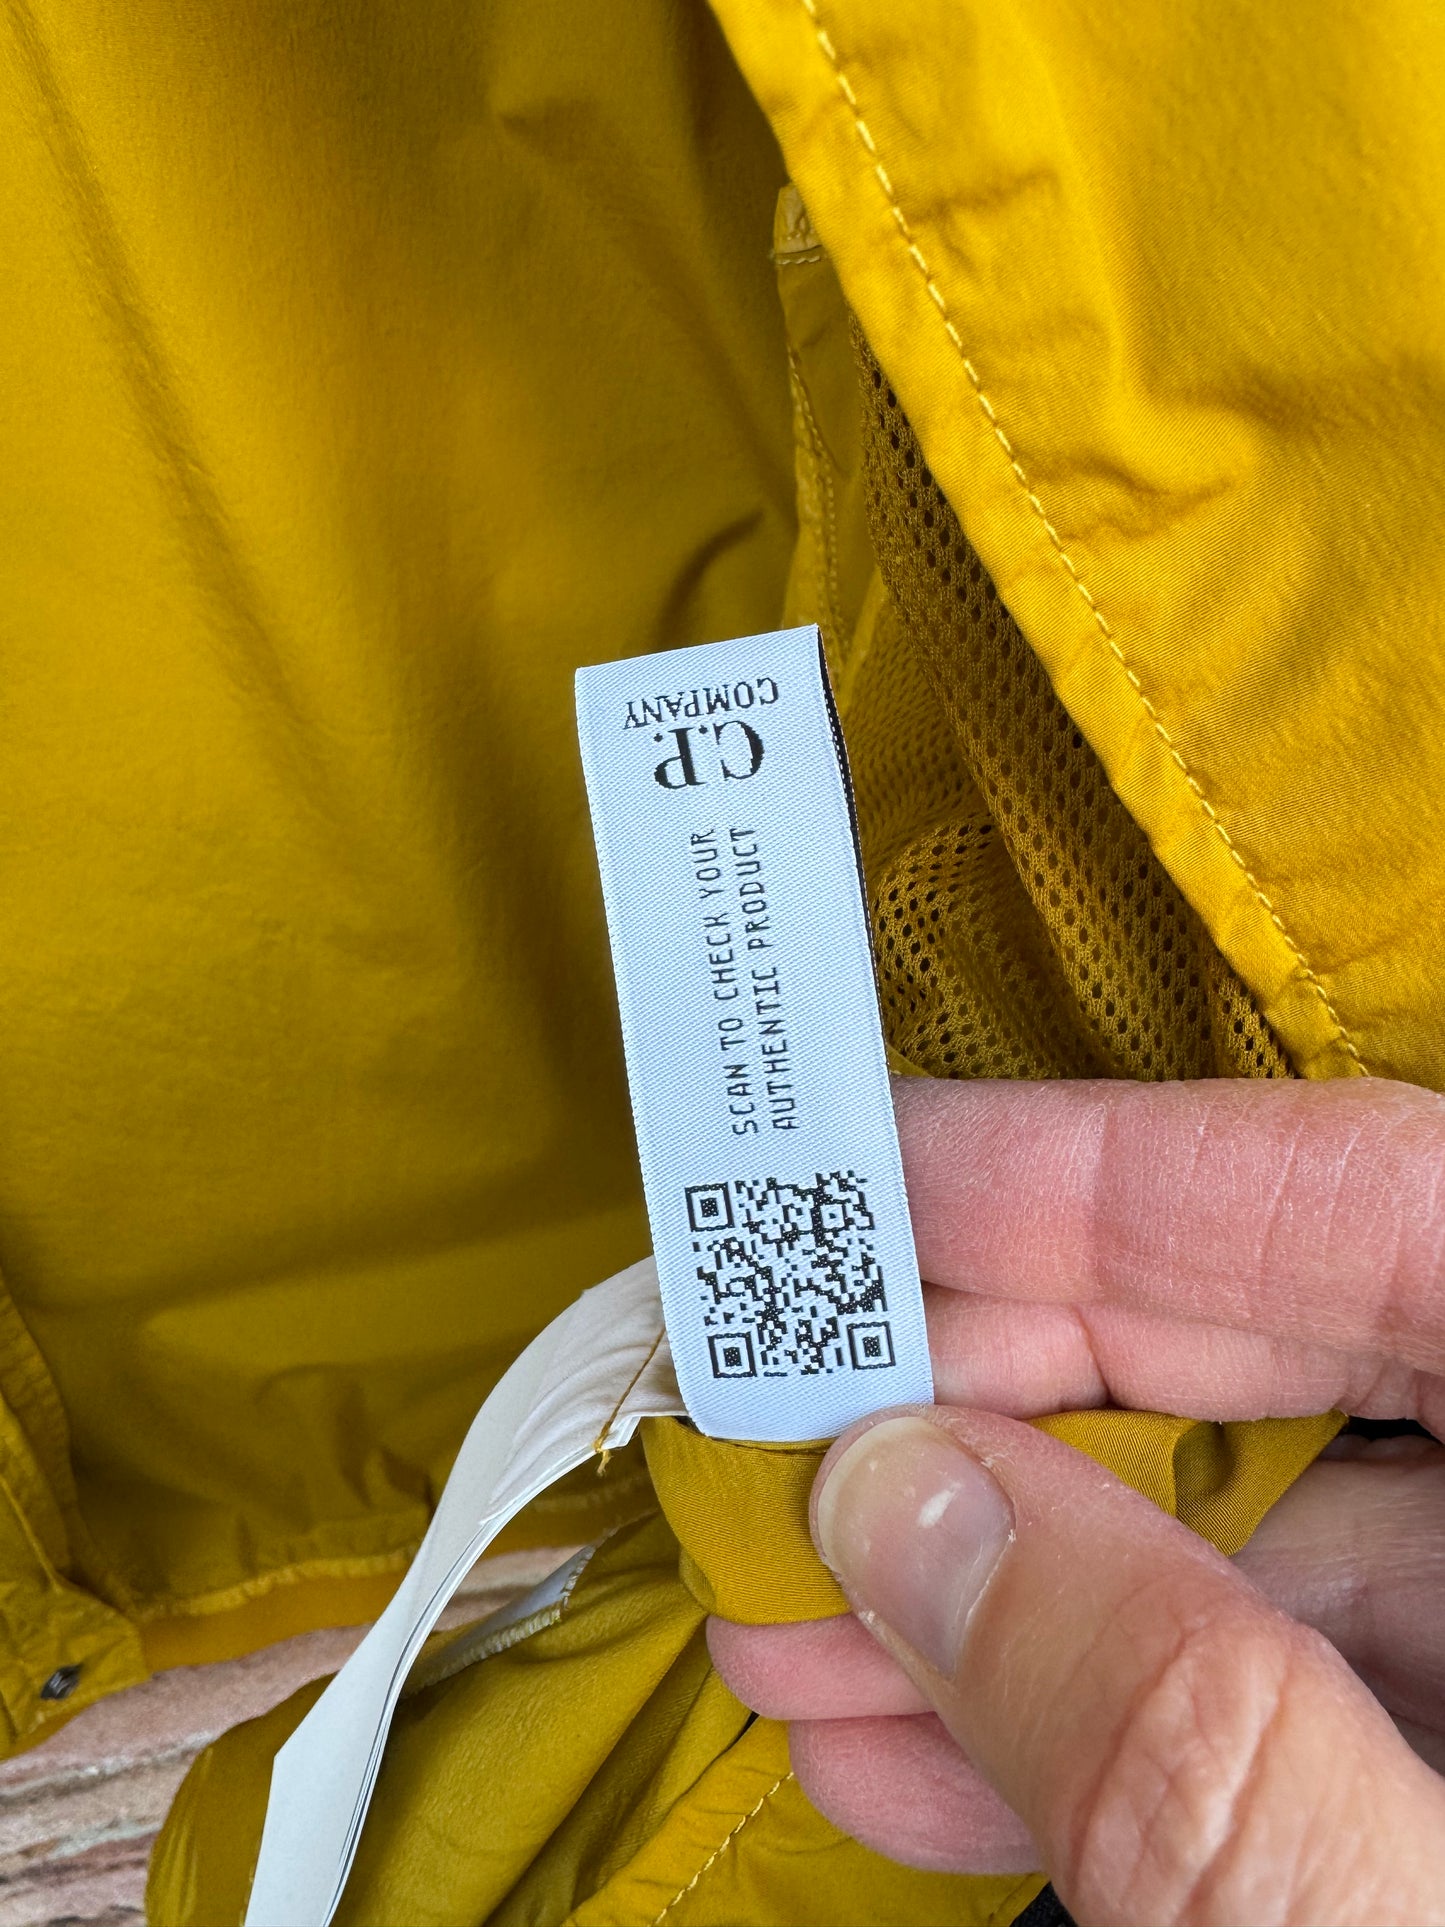 C.P.
COMPANY
SCAN TO CHECK YOUR
AUTHENTIC PRODUCT